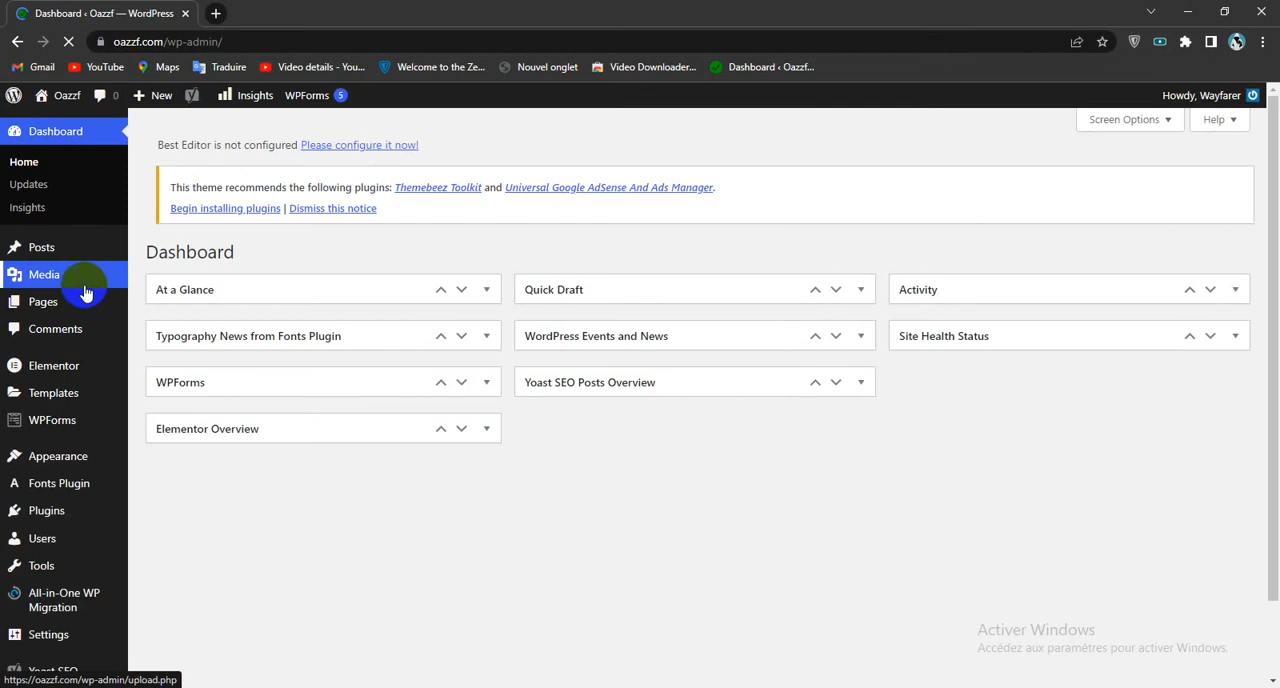 Dashboard ‹ Oazzf — WordPress
oazzf.com/wp-admin/
Gmail YouTube Maps Traduire Video details - You... Welcome to the Ze... Nouvel onglet Video Downloader... Dashboard ‹ Oazzf...
Oazzf 0 New Insights WPForms 5 Howdy, Wayfarer
Screen Options Help
Dashboard
Home
Updates
Insights
Posts
Media
Pages
Comments
Elementor
Templates
WPForms
Appearance
Fonts Plugin
Plugins
Users
Tools
All-in-One WP
Migration
Settings
Yoast SEO
Best Editor is not configured Please configure it now!
This theme recommends the following plugins: Themebeez Toolkit and Universal Google AdSense And Ads Manager.
Begin installing plugins | Dismiss this notice
Dashboard
At a Glance
Quick Draft
Activity
Typography News from Fonts Plugin
WordPress Events and News
Site Health Status
WPForms
Yoast SEO Posts Overview
Elementor Overview
Activer Windows
Accédez aux paramètres pour activer Windows.
https://oazzf.com/wp-admin/upload.php